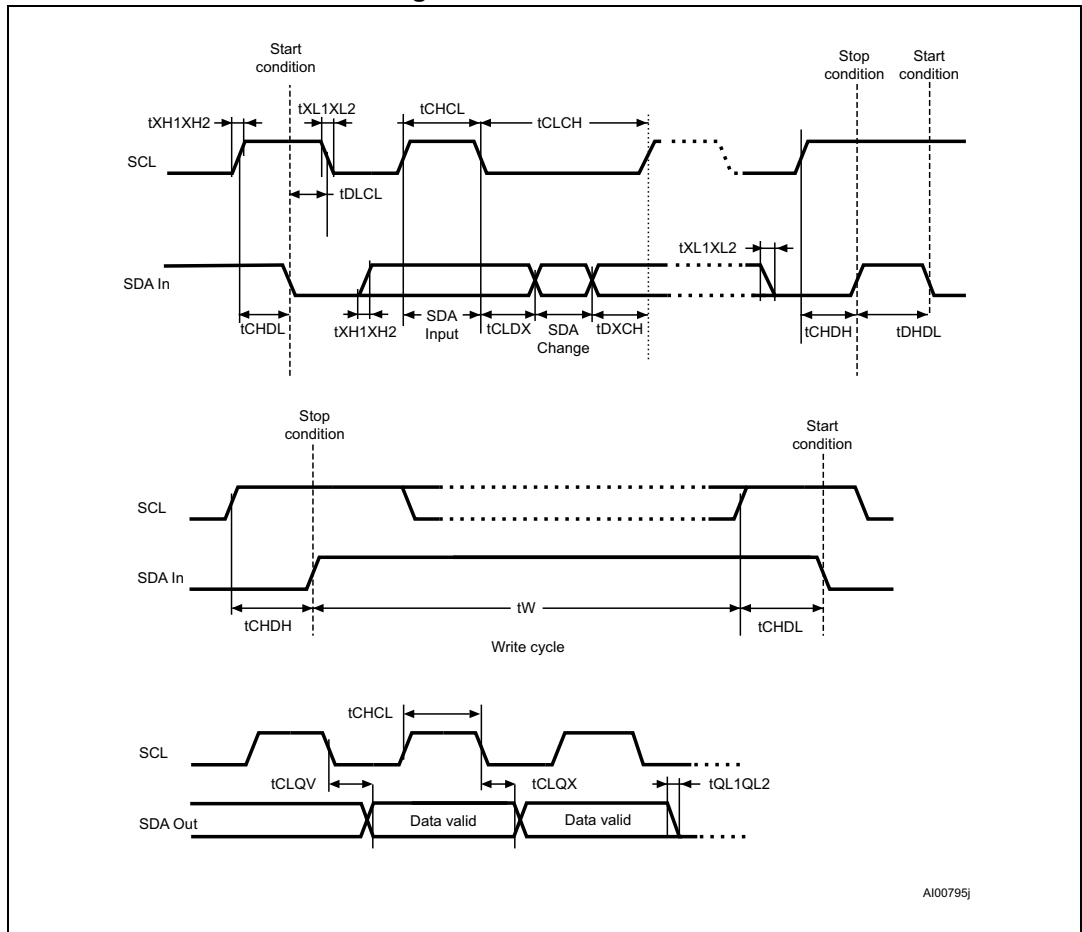 Start
condition
Stop
condition
Start
condition
tXH1XH2
tXL1XL2
tCHCL
tCLCH
SCL
tDLCL
tXL1XL2
SDA In
tCHDL
tXH1XH2
SDA
Input
tCLDX
SDA
Change
tDXCH
tCHDH
tDHDL
Stop
condition
Start
condition
SCL
SDA In
tCHDH
tW
tCHDL
Write cycle
tCHCL
SCL
tCLQV
tCLQX
tQL1QL2
SDA Out
Data valid
Data valid
AI00795j